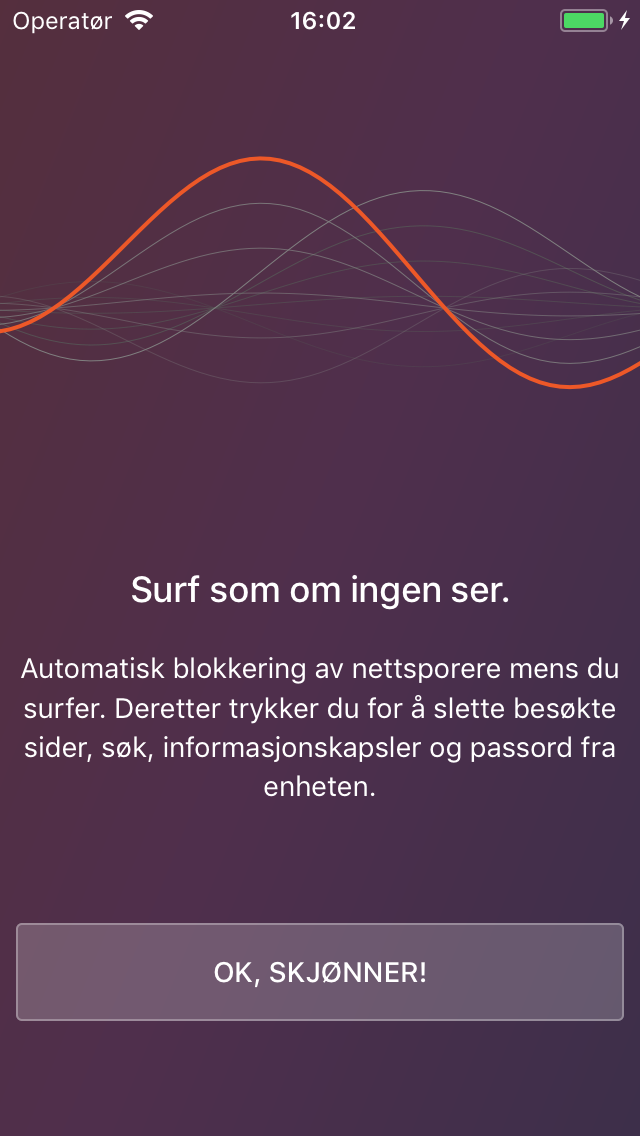 Operatør 16:02
Surf som om ingen ser.
Automatisk blokkering av nettsporere mens du
surfer. Deretter trykker du for å slette besøkte
sider, søk, informasjonskapsler og passord fra
enheten.
OK, SKJØNNER!